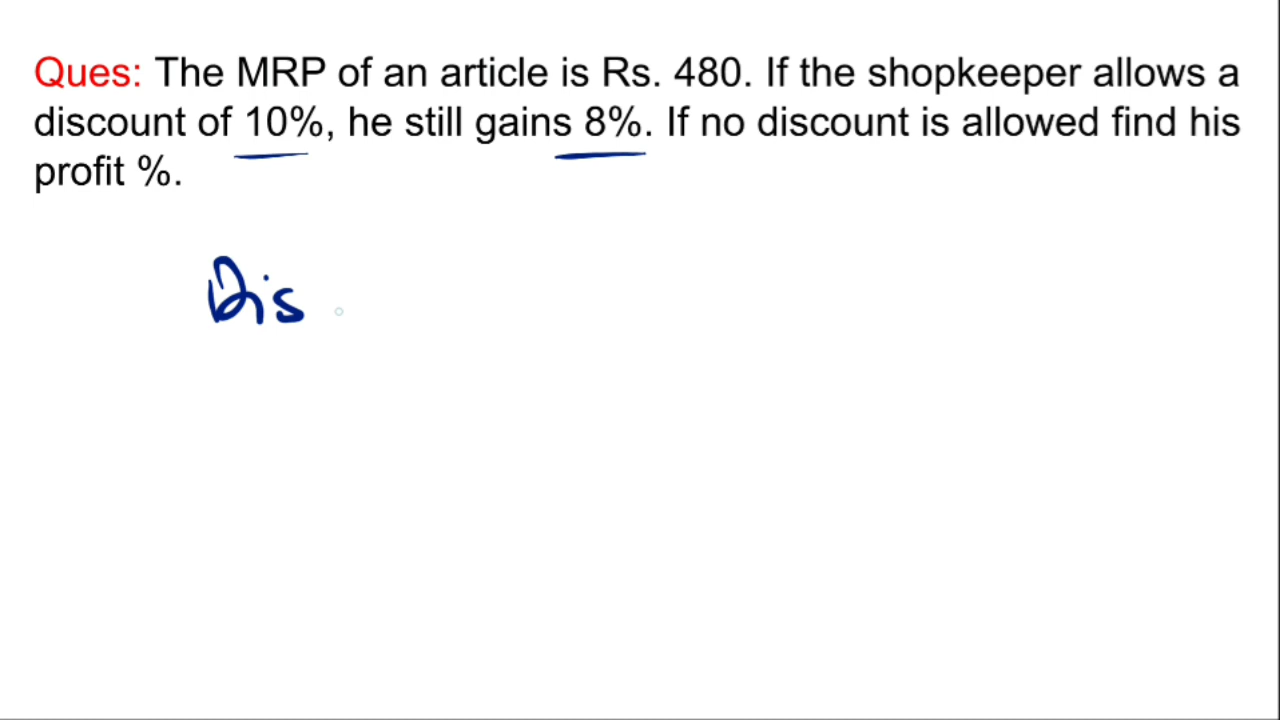 Ques: The MRP of an article is Rs. 480. If the shopkeeper allows a
discount of 10%, he still gains 8%. If no discount is allowed find his
profit %.
Dis